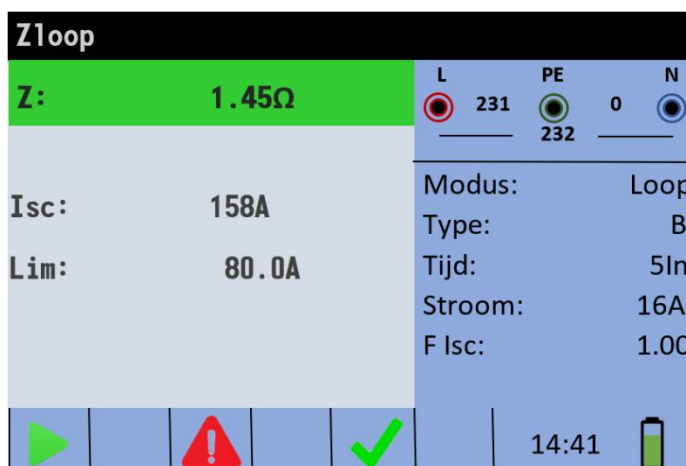 Zloop
Z: 1.45Ω
L PE N
231 0
232
Isc: 158A
Lim: 80.0A
Modus: Loop
Type: B
Tijd: 5In
Stroom: 16A
F Isc: 1.00
14:41